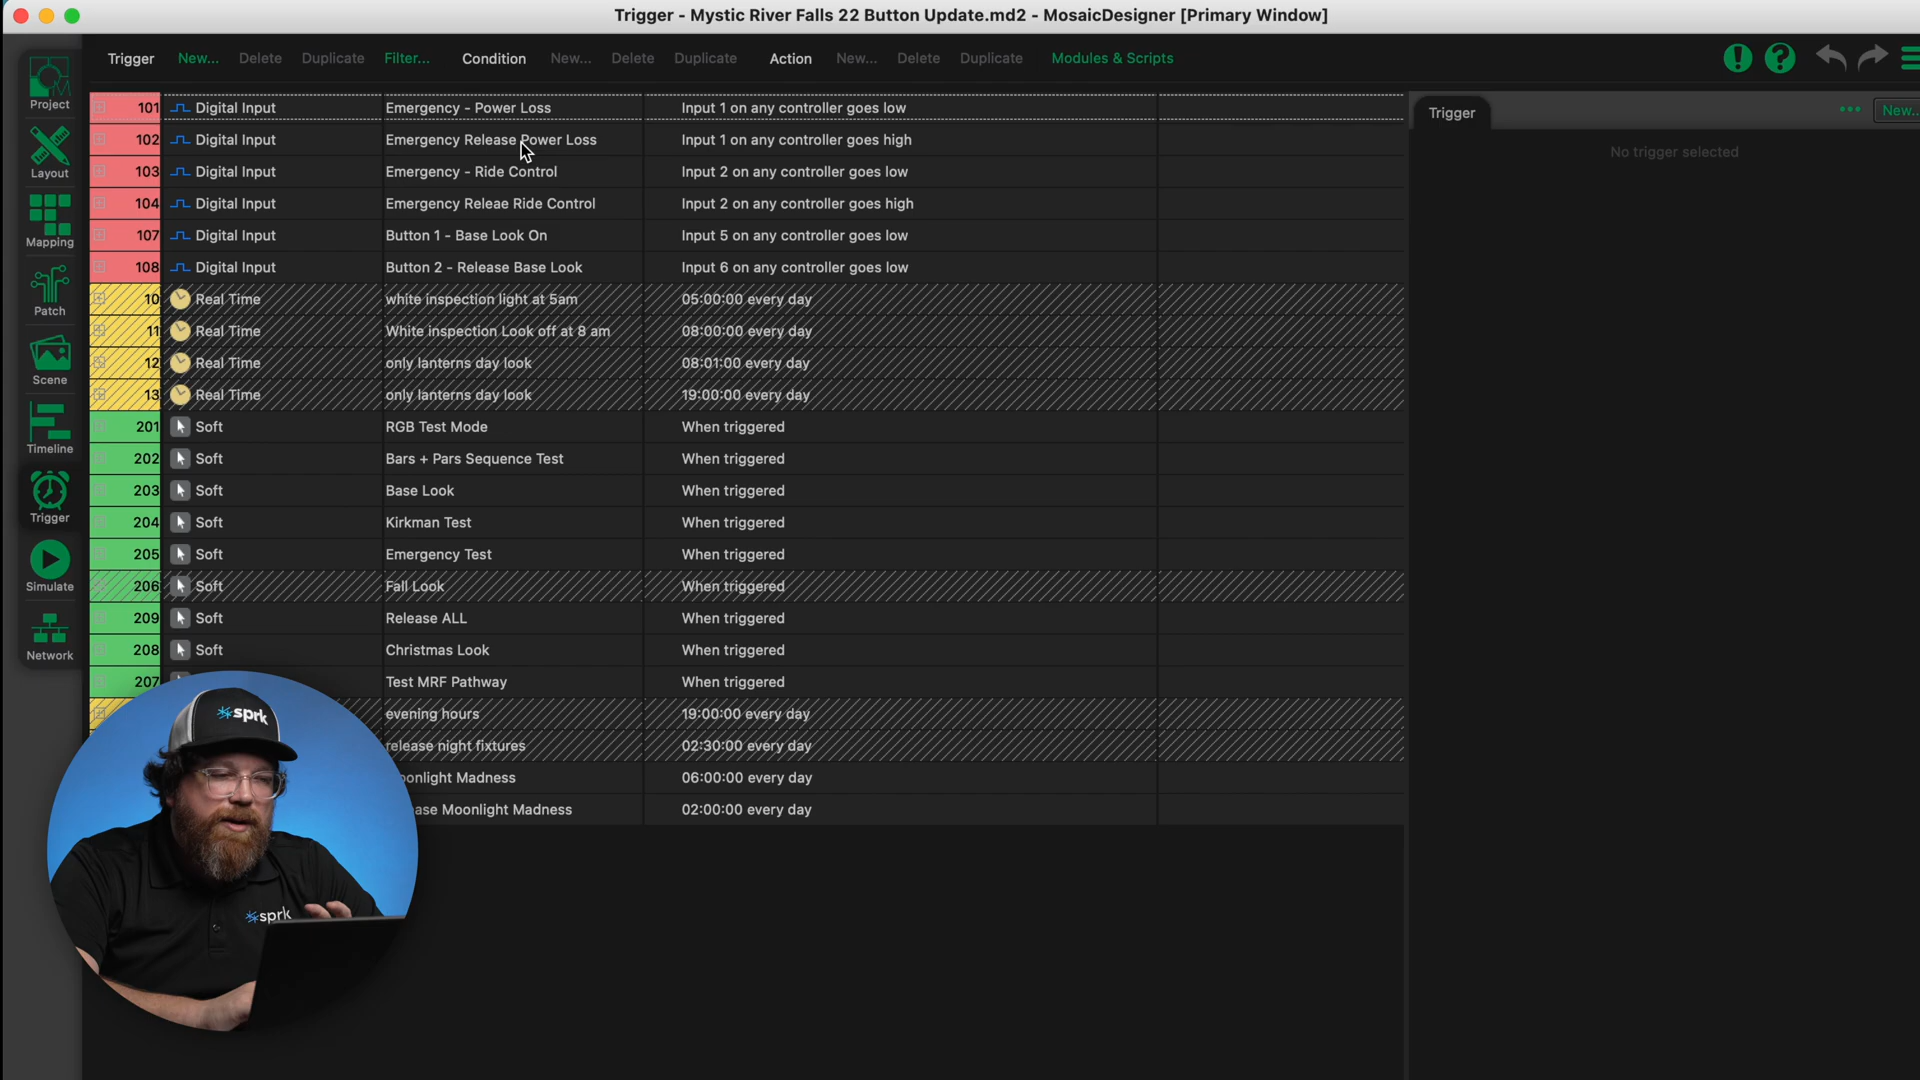 Trigger - Mystic River Falls 22 Button Update.md2 - MosaicDesigner [Primary Window]
Trigger New... Delete Duplicate Filter... Condition New... Delete Duplicate Action New... Delete Duplicate Modules & Scripts
Project
Layout
Mapping
Patch
Scene
Timeline
Trigger
Simulate
Network
101 Digital Input Emergency - Power Loss Input 1 on any controller goes low
102 Digital Input Emergency Release Power Loss Input 1 on any controller goes high
103 Digital Input Emergency - Ride Control Input 2 on any controller goes low
104 Digital Input Emergency Releae Ride Control Input 2 on any controller goes high
107 Digital Input Button 1 - Base Look On Input 5 on any controller goes low
108 Digital Input Button 2 - Release Base Look Input 6 on any controller goes low
10 Real Time white inspection light at 5am 05:00:00 every day
11 Real Time White inspection Look off at 8 am 08:00:00 every day
12 Real Time only lanterns day look 08:01:00 every day
13 Real Time only lanterns day look 19:00:00 every day
201 Soft RGB Test Mode When triggered
202 Soft Bars + Pars Sequence Test When triggered
203 Soft Base Look When triggered
204 Soft Kirkman Test When triggered
205 Soft Emergency Test When triggered
206 Soft Fall Look When triggered
209 Soft Release ALL When triggered
208 Soft Christmas Look When triggered
207 Test MRF Pathway When triggered
evening hours 19:00:00 every day
release night fixtures 02:30:00 every day
Madness 06:00:00 every day
Moonlight Madness 02:00:00 every day
Trigger ... New...
No trigger selected
sprk
sprk